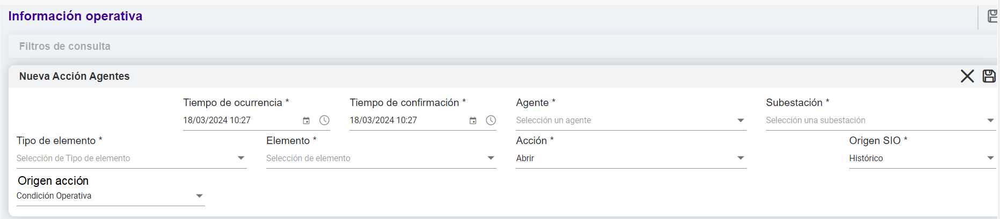 Información operativa
Filtros de consulta
Nueva Acción Agentes
Tiempo de ocurrencia * Tiempo de confirmación * Agente * Subestación *
18/03/2024 10:27 18/03/2024 10:27 Selección un agente Selección una subestación
Tipo de elemento * Elemento * Acción * Origen SIO *
Selección de Tipo de elemento Selección de elemento Abrir Histórico
Origen acción
Condición Operativa